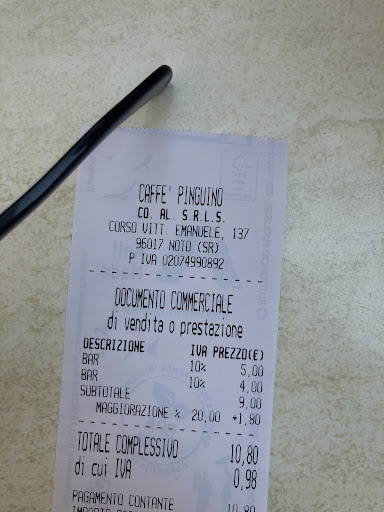 CAFFE' PINGUINO
CO. AL. S.R.L.S.
CORSO VITT. EMANUELE, 137
96017 NOTO (SR)
P IVA 02074990892
DOCUMENTO COMMERCIALE
di vendita o prestazione
DESCRIZIONE IVA PREZZO(€)
BAR 10% 5,00
BAR 10% 4,00
SUBTOTALE 9,00
MAGGIORAZIONE % 20,00 +1,80
TOTALE COMPLESSIVO 10,80
di cui IVA 0,98
PAGAMENTO CONTANTE 10,80